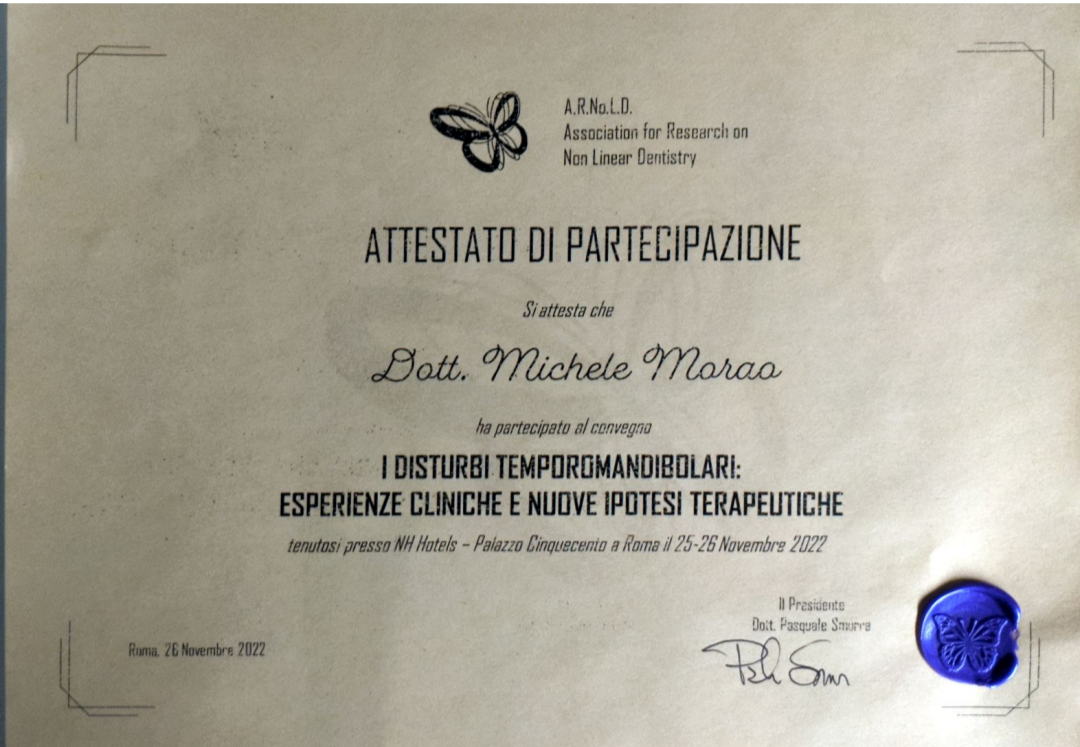 A.R.No.L.D.
Association for Research on
Non Linear Dentistry
ATTESTATO DI PARTECIPAZIONE
Si attesta che
Dott. Michele Morao
ha partecipato al convegno
I DISTURBI TEMPOROMANDIBOLARI:
ESPERIENZE CLINICHE E NUOVE IPOTESI TERAPEUTICHE
tenutosi presso NH Hotels – Palazzo Cinquecento a Roma il 25-26 Novembre 2022
Il Presidente
Dott. Pasquale Smurra
Roma, 26 Novembre 2022